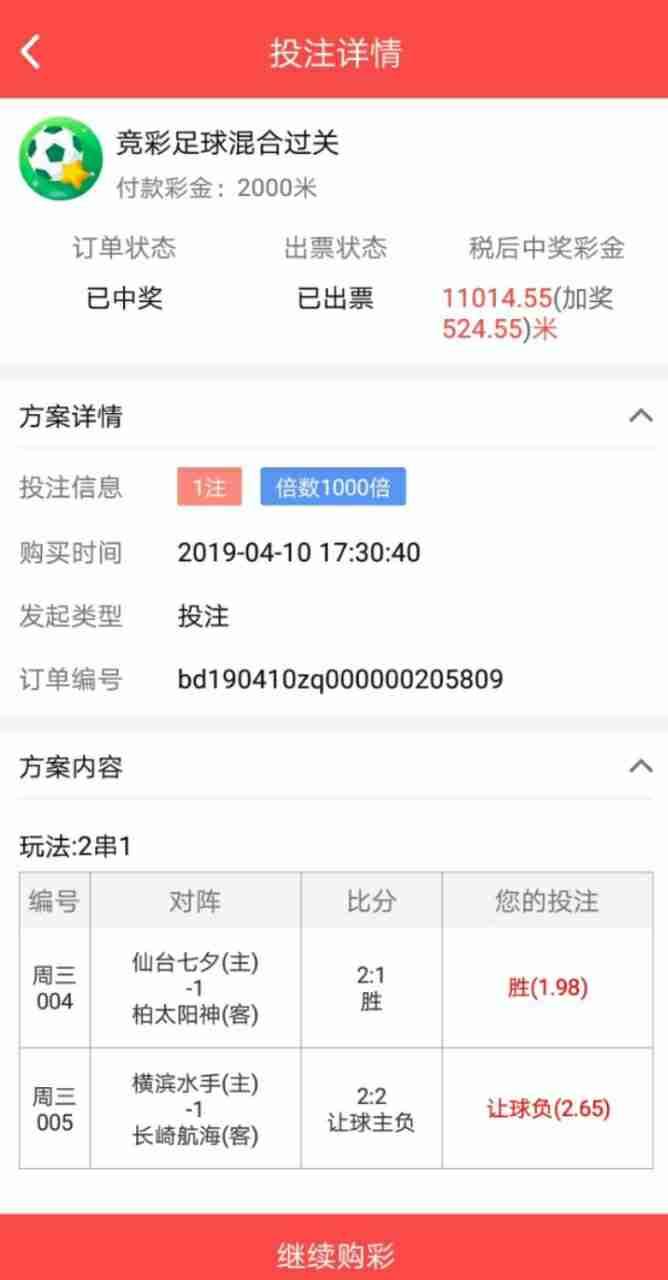 投注详情
竞彩足球混合过关
付款彩金：2000米
订单状态 出票状态 税后中奖彩金
已中奖 已出票 11014.55(加奖
524.55)米
方案详情
投注信息 1注 倍数1000倍
购买时间 2019-04-10 17:30:40
发起类型 投注
订单编号 bd190410zq000000205809
方案内容
玩法:2串1
编号 对阵 比分 您的投注
周三
004
仙台七夕(主)
-1
柏太阳神(客)
2:1
胜
胜(1.98)
周三
005
横滨水手(主)
-1
长崎航海(客)
2:2
让球主负
让球负(2.65)
继续购彩